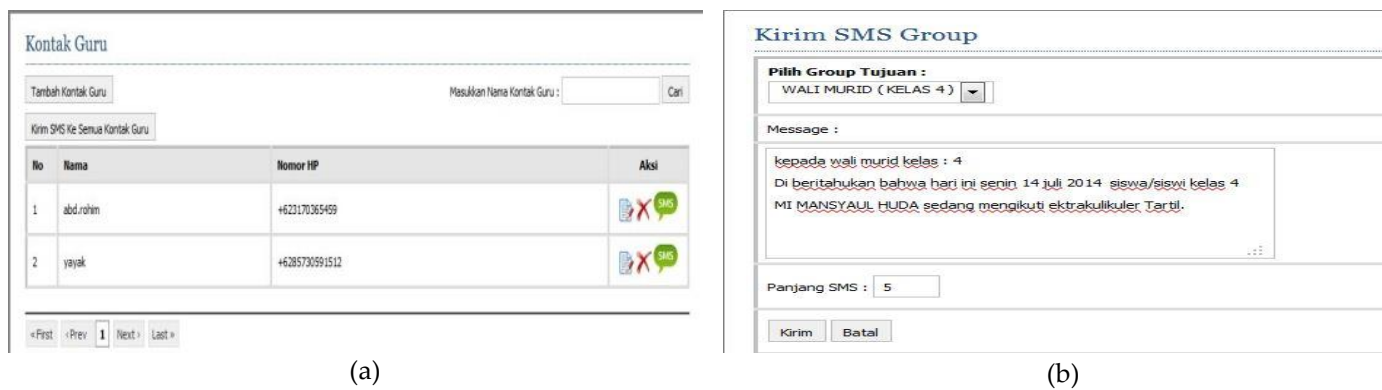 Kontak Guru
Tambah Kontak Guru
Masukkan Nama Kontak Guru :
Cari
Kirim SMS Ke Semua Kontak Guru
No Nama Nomor HP Aksi
1 abd.rohim +623170365459 SMS
2 yayak +6285730591512 SMS
«First ‹Prev 1 Next› Last»
(a)
Kirim SMS Group
Pilih Group Tujuan :
WALI MURID ( KELAS 4 )
Message :
kepada wali murid kelas : 4
Di beritahukan bahwa hari ini senin 14 juli 2014 siswa/siswi kelas 4
MI MANSYAUL HUDA sedang mengikuti ektrakulikuler Tartil.
Panjang SMS : 5
Kirim Batal
(b)